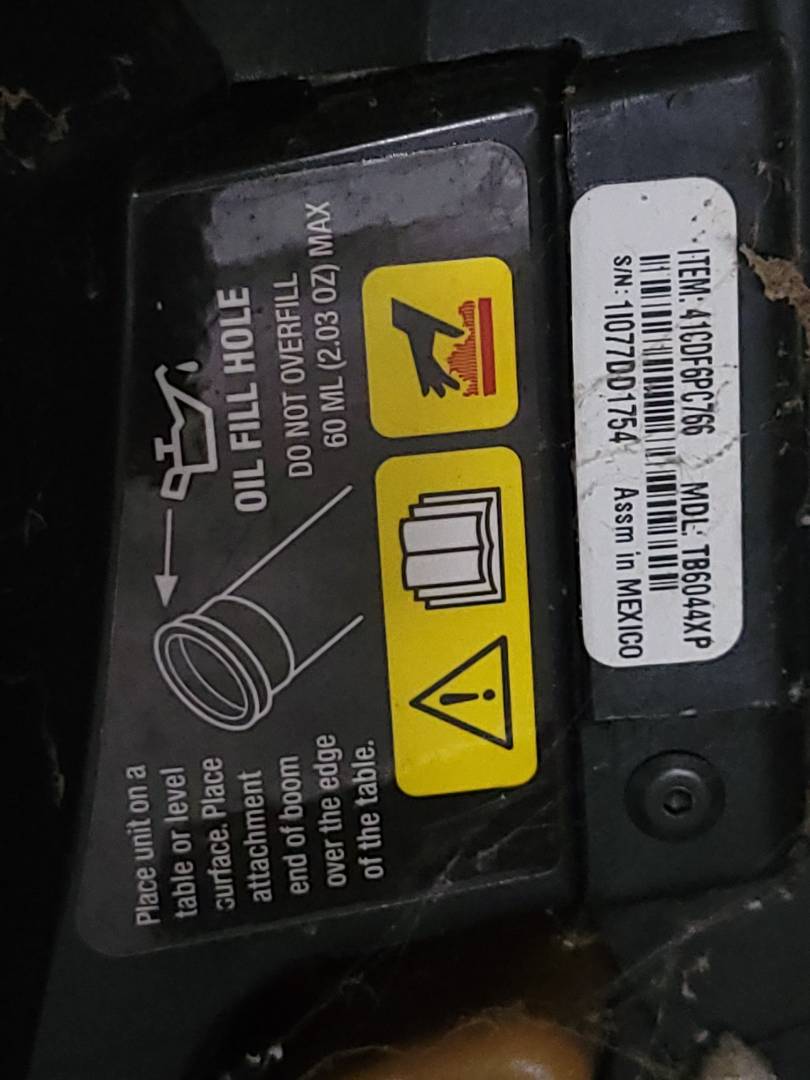 Place unit on a
table or level
surface. Place
attachment
end of boom
over the edge
of the table.
OIL FILL HOLE
DO NOT OVERFILL
60 ML (2.03 OZ) MAX
ITEM: 41CDF6PC766 MDL: TB6044XP
S/N: 1I077DD1754 Assm in MEXICO